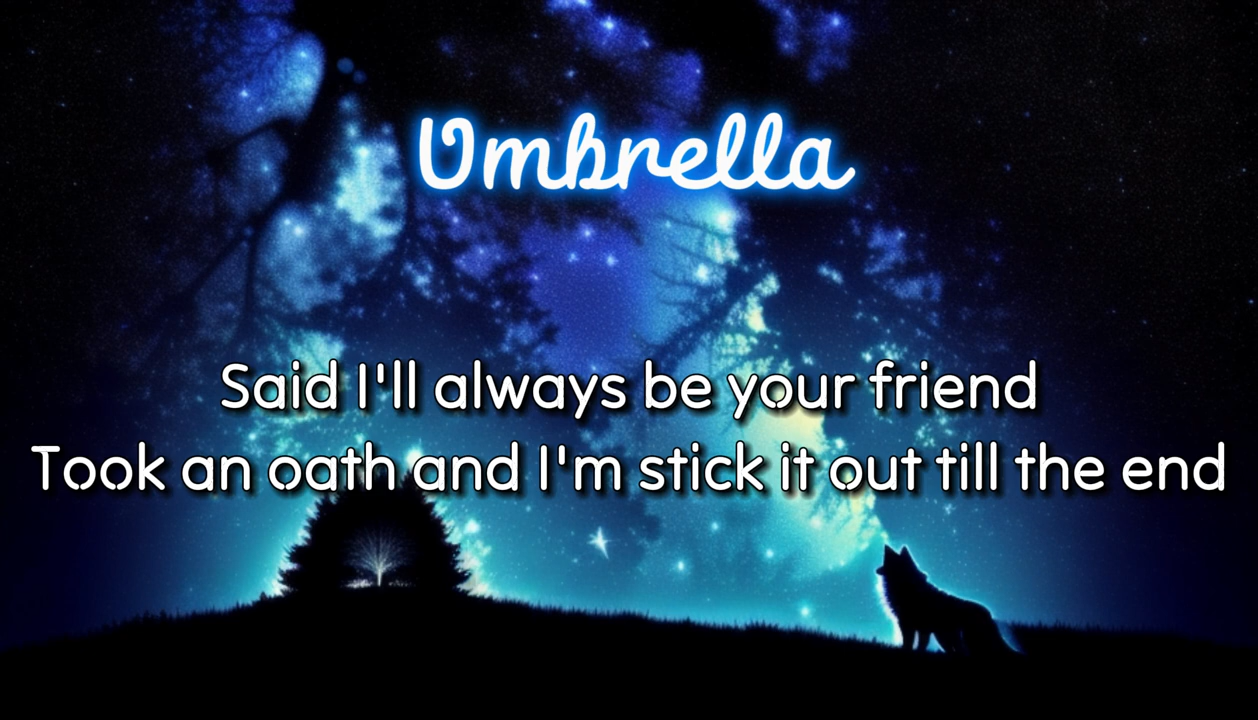 Umbrella
Said I'll always be your friend
Took an oath and I'm stick it out till the end